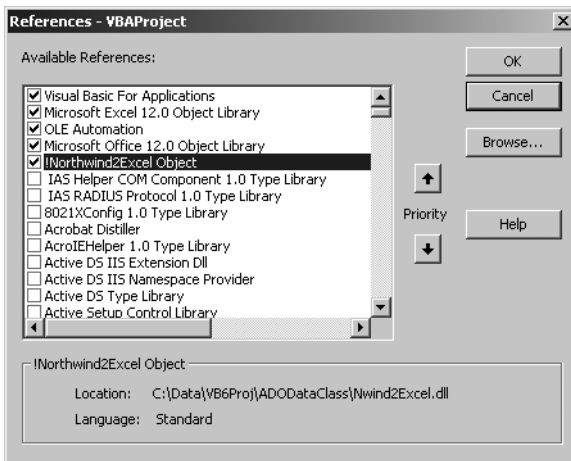 References - VBAProject
Available References:
Visual Basic For Applications
Microsoft Excel 12.0 Object Library
OLE Automation
Microsoft Office 12.0 Object Library
!Northwind2Excel Object
IAS Helper COM Component 1.0 Type Library
IAS RADIUS Protocol 1.0 Type Library
8021XConfig 1.0 Type Library
Acrobat Distiller
AcroIEHelper 1.0 Type Library
Active DS IIS Extension Dll
Active DS IIS Namespace Provider
Active DS Type Library
Active Setup Control Library
Priority
OK
Cancel
Browse...
Help
!Northwind2Excel Object
Location: C:\Data\VB6Proj\ADODataClass\Nwind2Excel.dll
Language: Standard